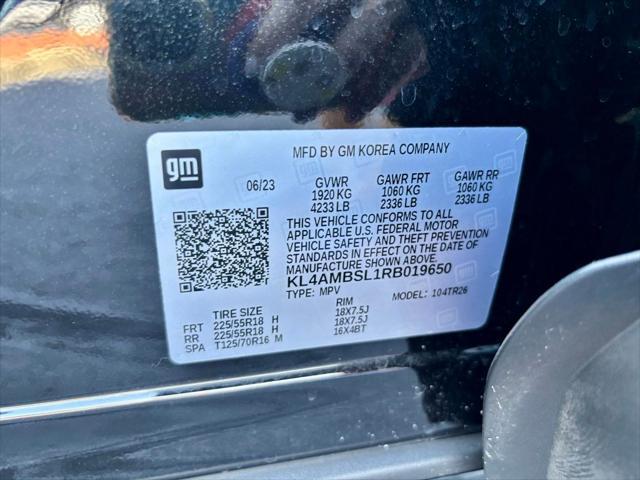 gm
MFD BY GM KOREA COMPANY
06/23 GVWR GAWR FRT GAWR RR
1920 KG 1060 KG 1060 KG
4233 LB 2336 LB 2336 LB
THIS VEHICLE CONFORMS TO ALL
APPLICABLE U.S. FEDERAL MOTOR
VEHICLE SAFETY AND THEFT PREVENTION
STANDARDS IN EFFECT ON THE DATE OF
MANUFACTURE SHOWN ABOVE.
KL4AMBSL1RB019650
TYPE: MPV MODEL: 104TR26
TIRE SIZE RIM
FRT 225/55R18 H 18X7.5J
RR 225/55R18 H 18X7.5J
SPA T125/70R16 M 16X4BT